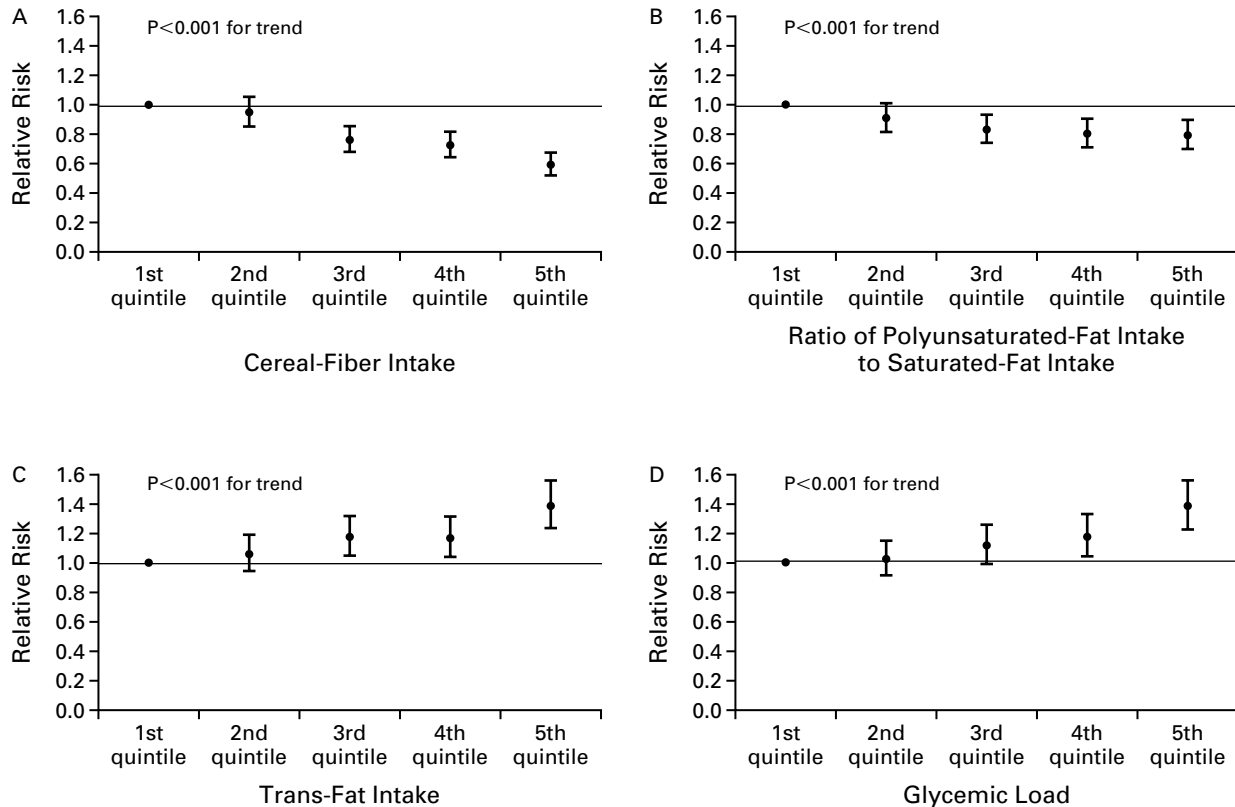 A
P<0.001 for trend
Relative Risk
1.6
1.4
1.2
1.0
0.8
0.6
0.4
0.2
0.0
1st quintile
2nd quintile
3rd quintile
4th quintile
5th quintile
Cereal-Fiber Intake
B
P<0.001 for trend
Relative Risk
1.6
1.4
1.2
1.0
0.8
0.6
0.4
0.2
0.0
1st quintile
2nd quintile
3rd quintile
4th quintile
5th quintile
Ratio of Polyunsaturated-Fat Intake
to Saturated-Fat Intake
C
P<0.001 for trend
Relative Risk
1.6
1.4
1.2
1.0
0.8
0.6
0.4
0.2
0.0
1st quintile
2nd quintile
3rd quintile
4th quintile
5th quintile
Trans-Fat Intake
D
P<0.001 for trend
Relative Risk
1.6
1.4
1.2
1.0
0.8
0.6
0.4
0.2
0.0
1st quintile
2nd quintile
3rd quintile
4th quintile
5th quintile
Glycemic Load